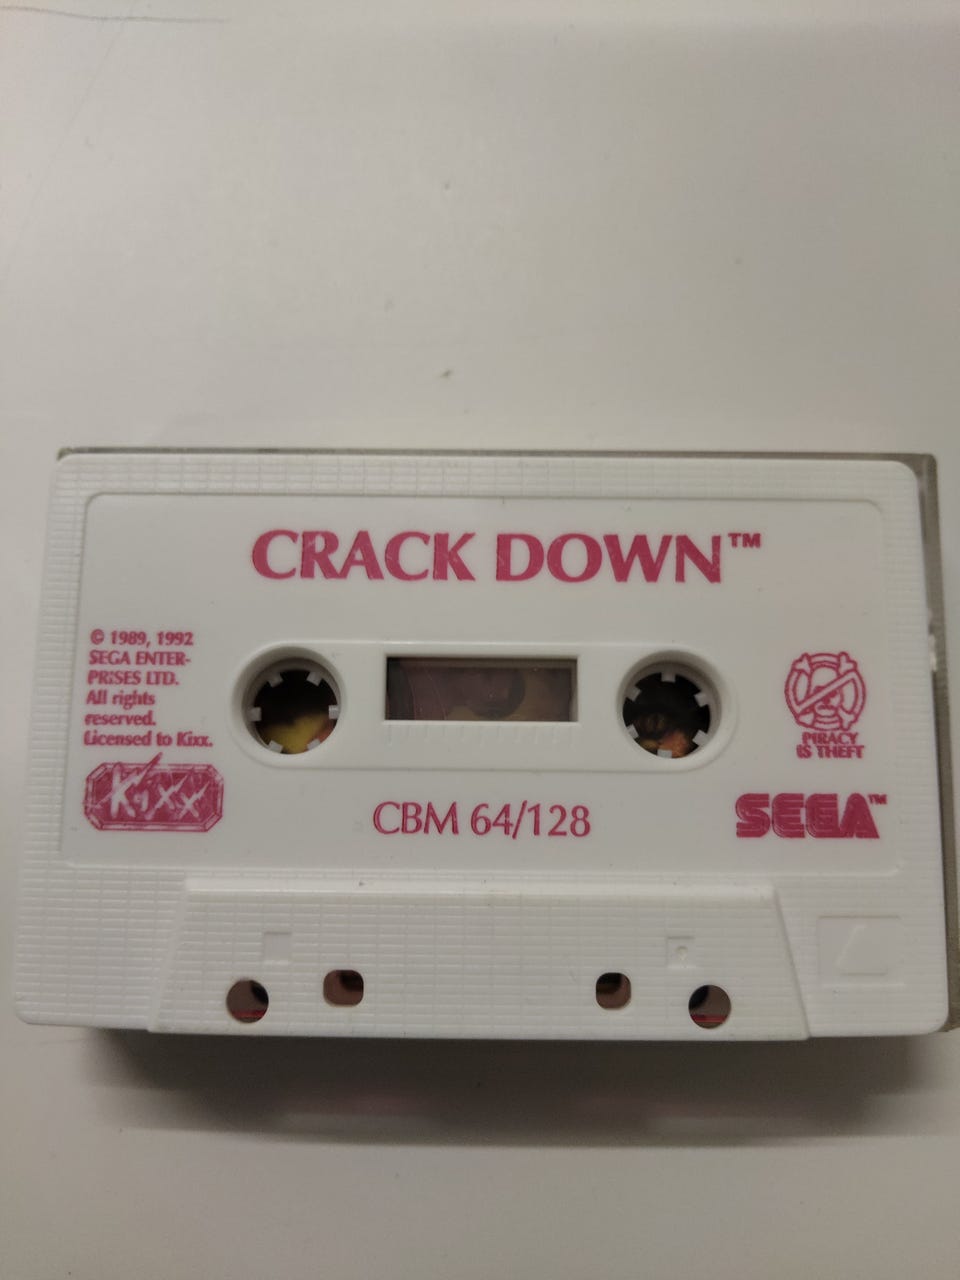 CRACK DOWN™
© 1989, 1992
SEGA ENTER-
PRISES LTD.
All rights
reserved.
Licensed to Kixx.
Kixx
CBM 64/128
PIRACY
IS THEFT
SEGA™